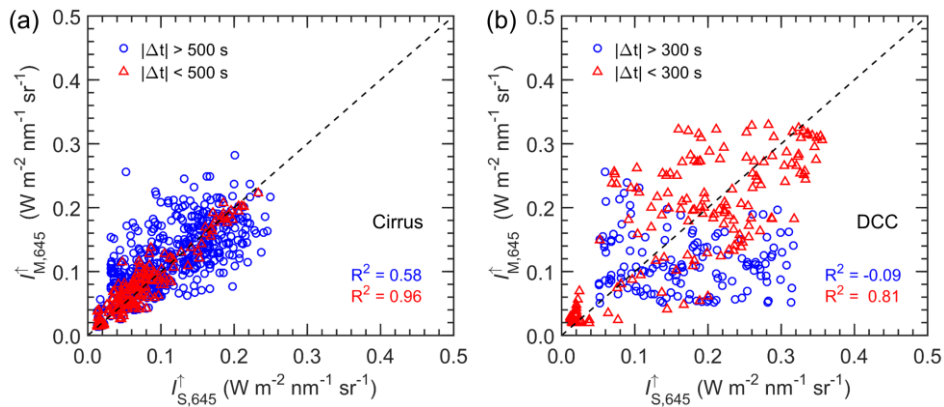 (a)
0.5
0.4
0.3
0.2
0.1
0.0
I↑M,645 (W m-2 nm-1 sr-1)
|Δt| > 500 s
|Δt| < 500 s
Cirrus
R2 = 0.58
R2 = 0.96
0.0 0.1 0.2 0.3 0.4 0.5
I↑S,645 (W m-2 nm-1 sr-1)
(b)
0.5
0.4
0.3
0.2
0.1
0.0
I↑M,645 (W m-2 nm-1 sr-1)
|Δt| > 300 s
|Δt| < 300 s
DCC
R2 = -0.09
R2 = 0.81
0.0 0.1 0.2 0.3 0.4 0.5
I↑S,645 (W m-2 nm-1 sr-1)